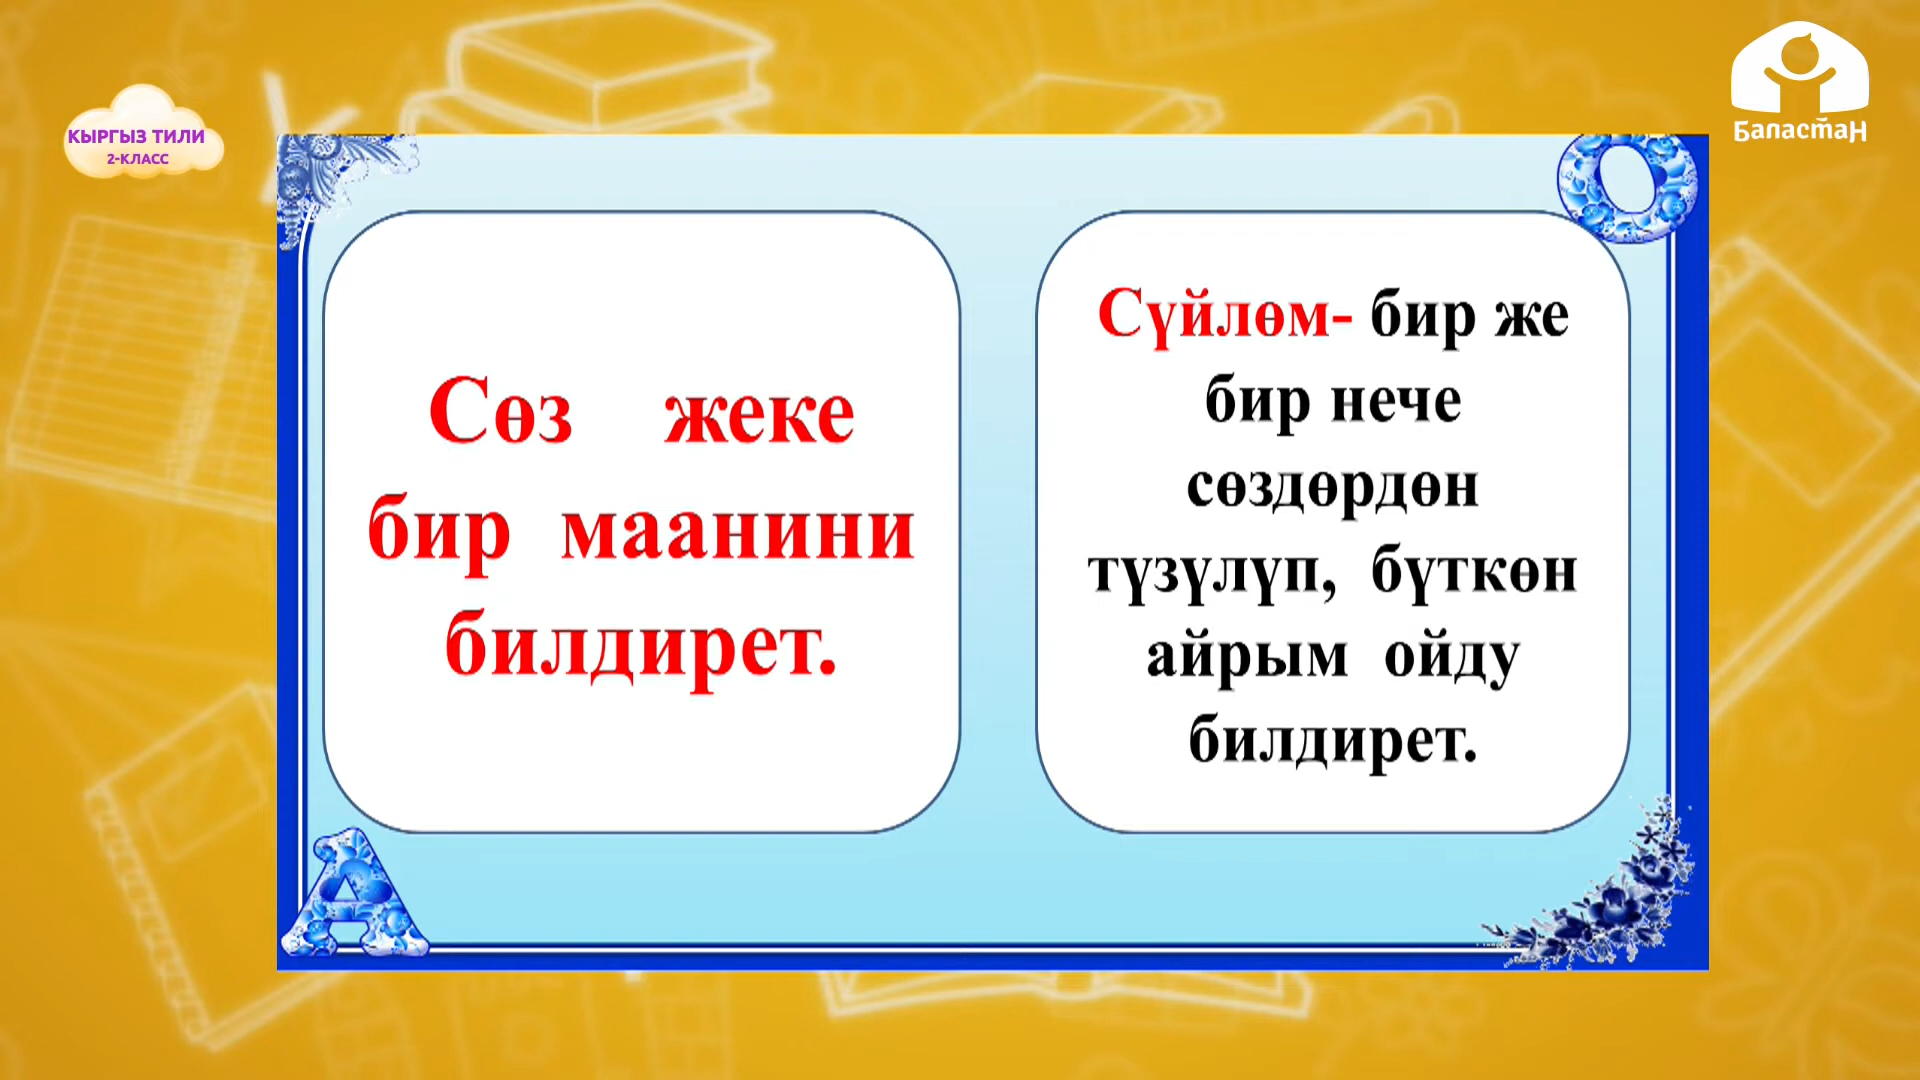 КЫРГЫЗ ТИЛИ
2-КЛАСС
Баластан
О
Сөз жеке
бир маанини
билдирет.
Сүйлөм- бир же
бир нече
сөздөрдөн
түзүлүп, бүткөн
айрым ойду
билдирет.
А